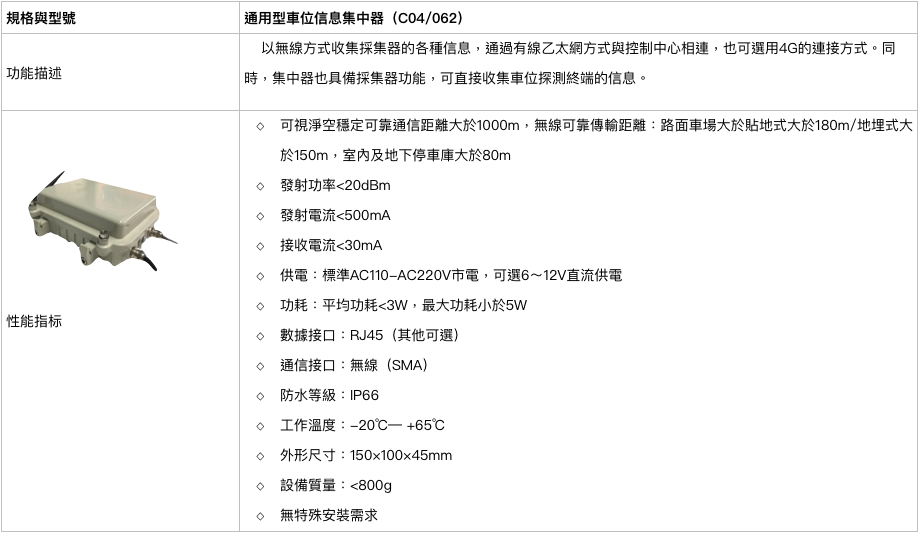 規格與型號
通用型車位信息集中器（C04/062）
功能描述
以無線方式收集採集器的各種信息，通過有線乙太網方式與控制中心相連，也可選用4G的連接方式。同
時，集中器也具備採集器功能，可直接收集車位探測終端的信息。
性能指标
◇ 可視淨空穩定可靠通信距離大於1000m，無線可靠傳輸距離：路面車場大於貼地式大於180m/地埋式大
於150m，室內及地下停車庫大於80m
◇ 發射功率<20dBm
◇ 發射電流<500mA
◇ 接收電流<30mA
◇ 供電：標準AC110-AC220V市電，可選6～12V直流供電
◇ 功耗：平均功耗<3W，最大功耗小於5W
◇ 數據接口：RJ45（其他可選）
◇ 通信接口：無線（SMA）
◇ 防水等級：IP66
◇ 工作溫度：-20℃— +65℃
◇ 外形尺寸：150×100×45mm
◇ 設備質量：<800g
◇ 無特殊安裝需求